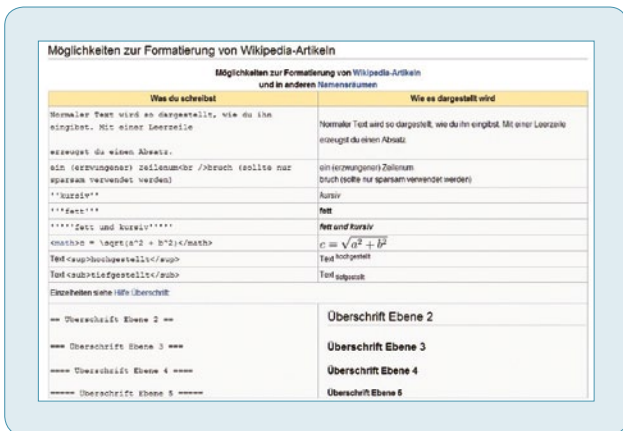 Möglichkeiten zur Formatierung von Wikipedia-Artikeln
Möglichkeiten zur Formatierung von Wikipedia-Artikeln
und in anderen Namensräumen
Was du schreibst
Wie es dargestellt wird
Normaler Text wird so dargestellt, wie du ihn
eingibst. Mit einer Leerzeile
erzeugst du einen Absatz.
Normaler Text wird so dargestellt, wie du ihn eingibst. Mit einer Leerzeile
erzeugst du einen Absatz.
ein (erzwungener) Zeilenum<br />bruch (sollte nur
sparsam verwendet werden)
ein (erzwungener) Zeilenum
bruch (sollte nur sparsam verwendet werden)
''kursiv''
kursiv
'''fett'''
fett
'''''fett und kursiv'''''
fett und kursiv
<math>c = \sqrt{a^2 + b^2}</math>
c = √a² + b²
Text <sup>hochgestellt</sup>
Text hochgestellt
Text <sub>tiefgestellt</sub>
Text tiefgestellt
Einzelheiten siehe Hilfe:Überschrift:
== Überschrift Ebene 2 ==
Überschrift Ebene 2
=== Überschrift Ebene 3 ===
Überschrift Ebene 3
==== Überschrift Ebene 4 ====
Überschrift Ebene 4
===== Überschrift Ebene 5 =====
Überschrift Ebene 5